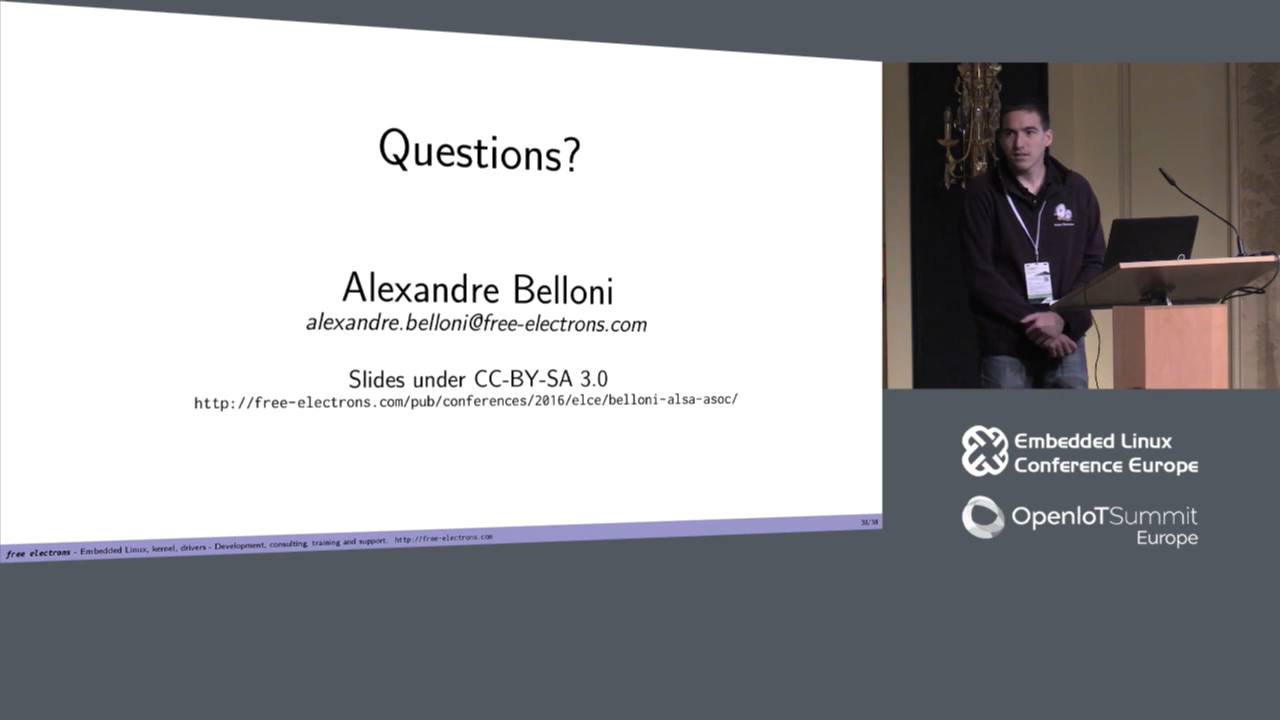 Questions?
Alexandre Belloni
alexandre.belloni@free-electrons.com
Slides under CC-BY-SA 3.0
http://free-electrons.com/pub/conferences/2016/elce/belloni-alsa-asoc/
38/38
free electrons - Embedded Linux, kernel, drivers - Development, consulting, training and support. http://free-electrons.com
Embedded Linux
Conference Europe
OpenIoTSummit
Europe